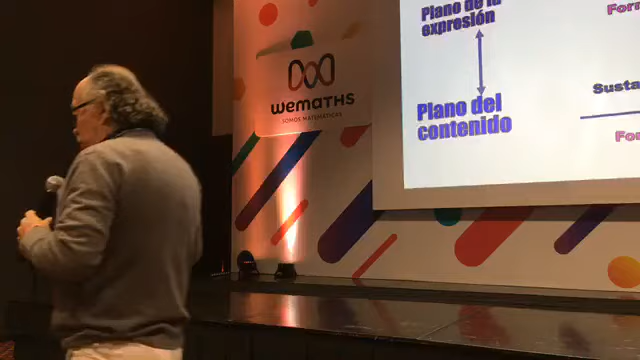 Plano de la
expresión
Plano del
contenido
wemaths
SOMOS MATEMÁTICAS